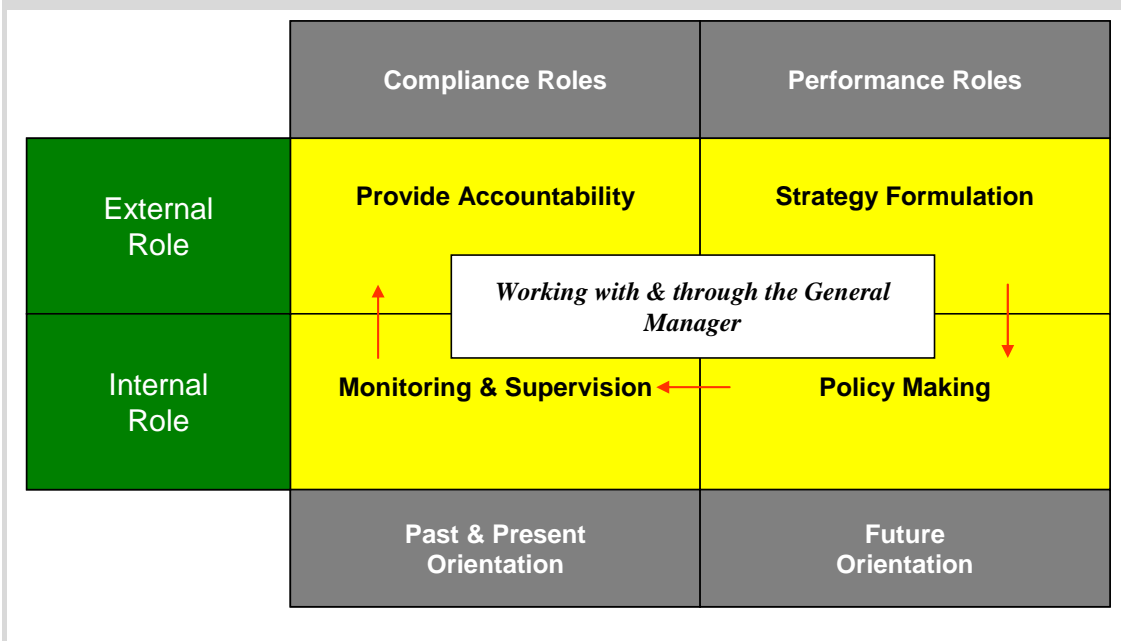 Compliance Roles
Performance Roles
External
Role
Provide Accountability
Strategy Formulation
Working with & through the General
Manager
Internal
Role
Monitoring & Supervision
Policy Making
Past & Present
Orientation
Future
Orientation